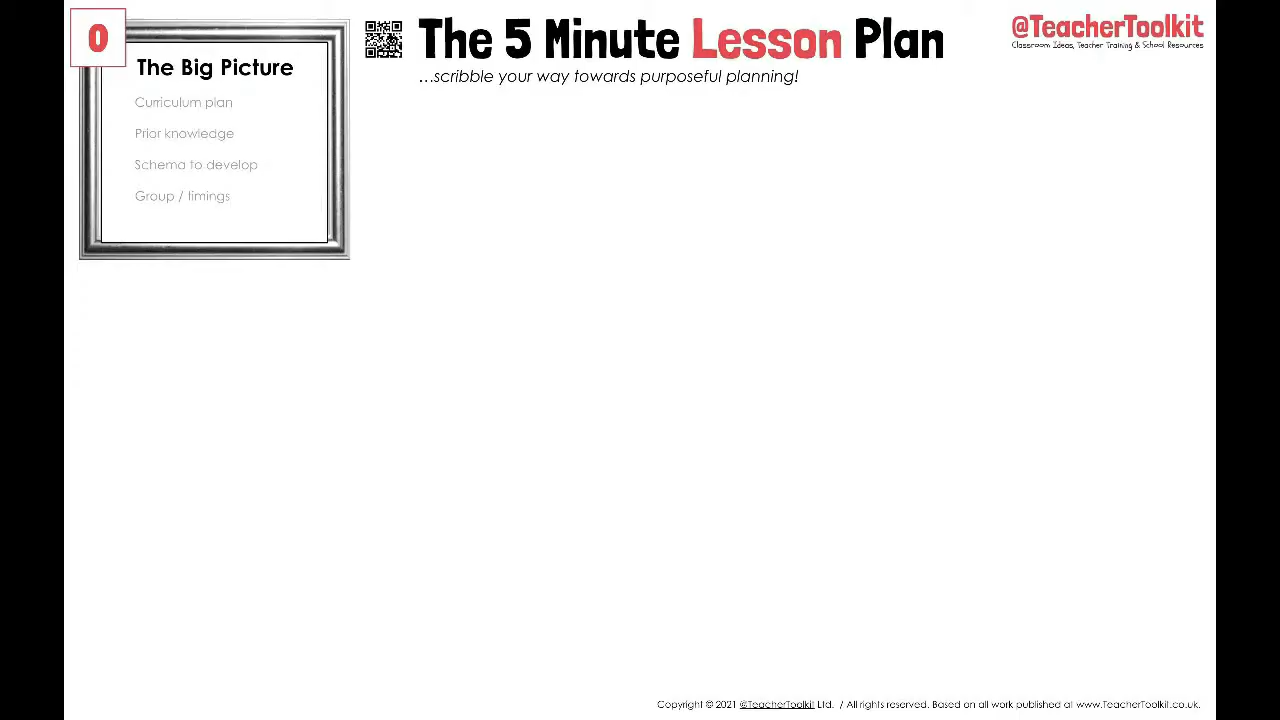 0
The Big Picture
Curriculum plan
Prior knowledge
Schema to develop
Group / timings
The 5 Minute Lesson Plan
...scribble your way towards purposeful planning!
@TeacherToolkit
Classroom Ideas, Teacher Training & School Resources
Copyright © 2021 @TeacherToolkit Ltd. / All rights reserved. Based on all work published at www.TeacherToolkit.co.uk.